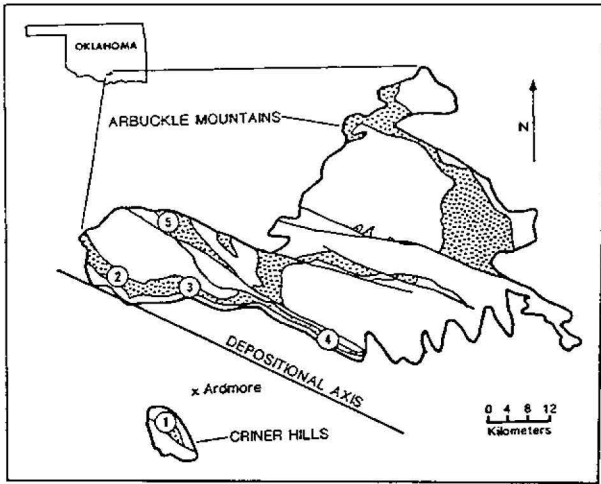 OKLAHOMA
ARBUCKLE MOUNTAINS
N
5
2
3
4
DEPOSITIONAL AXIS
x Ardmore
1
CRINER HILLS
0 4 8 12
Kilometers